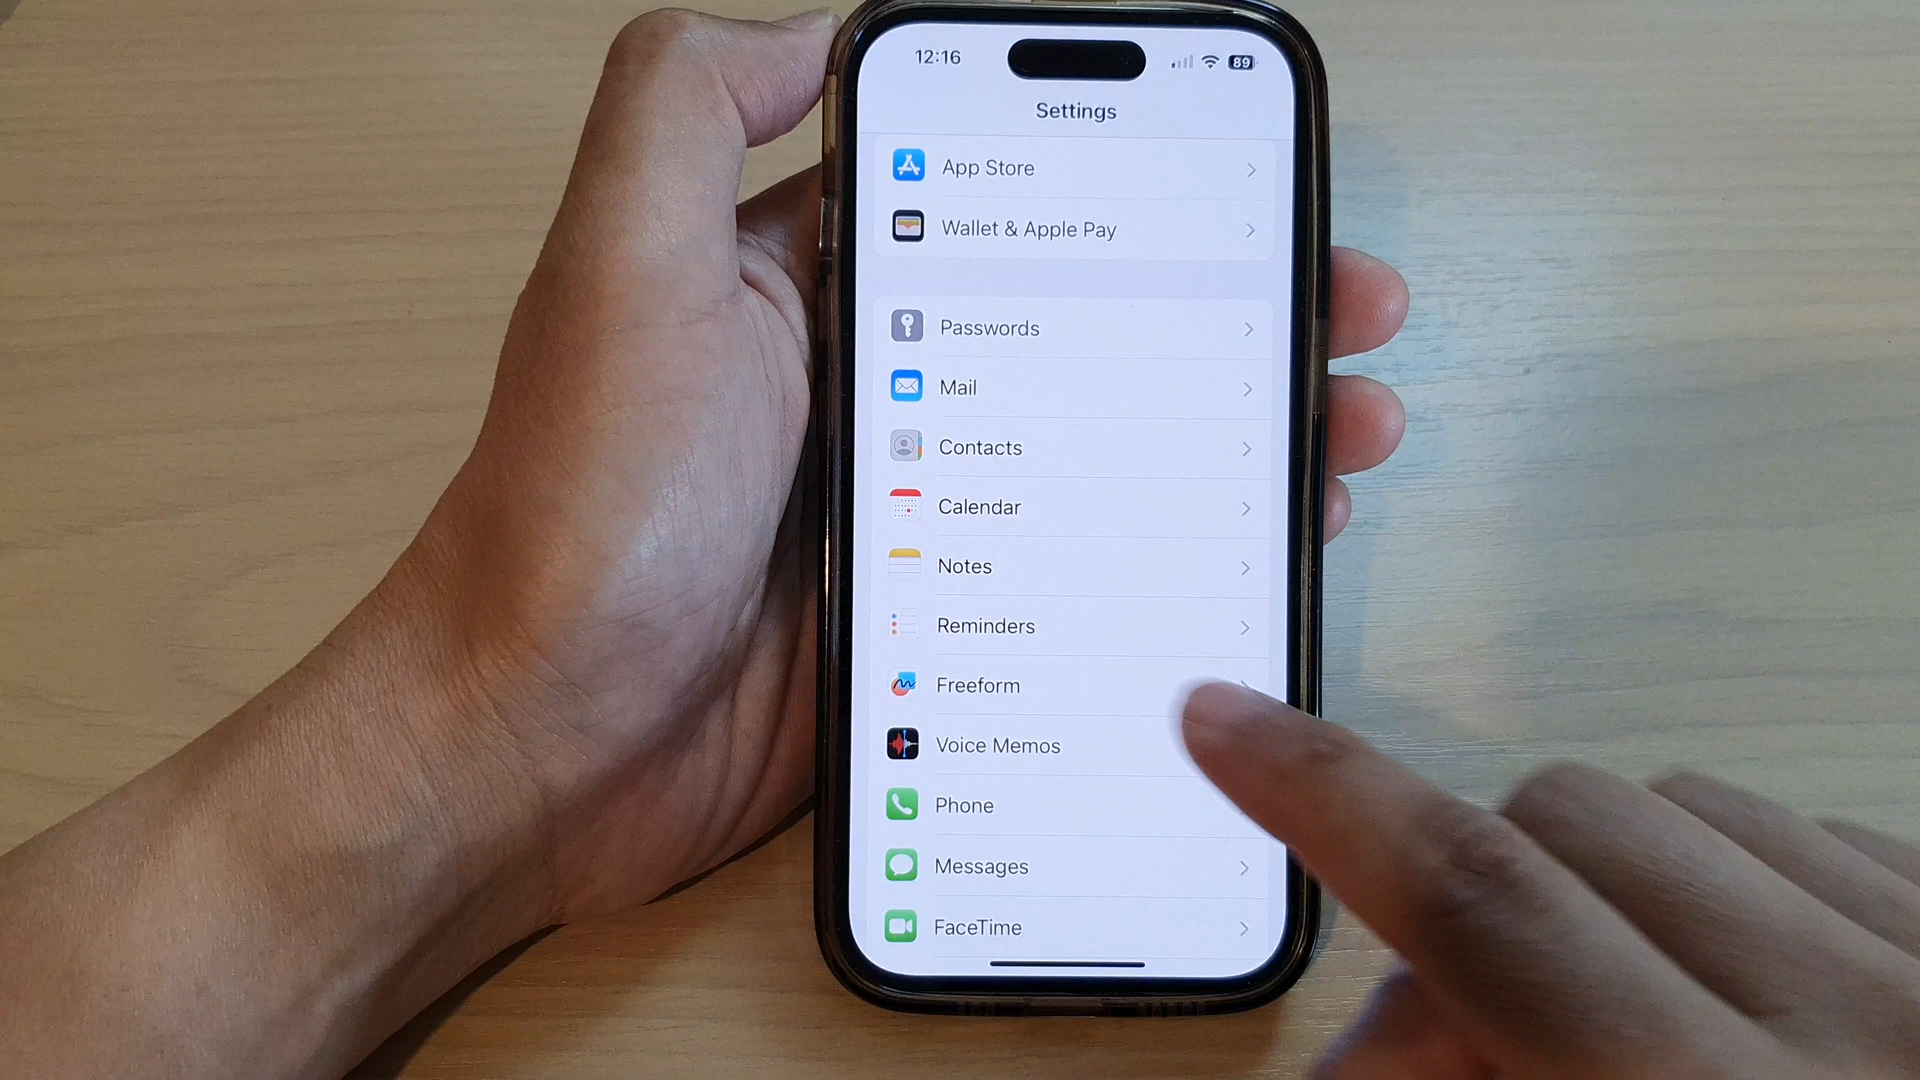 12:16
89
Settings
App Store
Wallet & Apple Pay
Passwords
Mail
Contacts
Calendar
Notes
Reminders
Freeform
Voice Memos
Phone
Messages
FaceTime